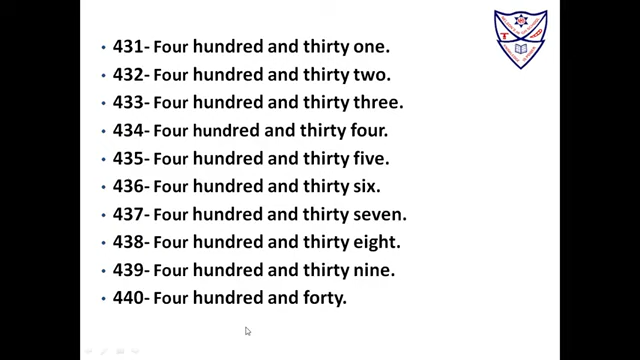 • 431- Four hundred and thirty one.
• 432- Four hundred and thirty two.
• 433- Four hundred and thirty three.
• 434- Four hundred and thirty four.
• 435- Four hundred and thirty five.
• 436- Four hundred and thirty six.
• 437- Four hundred and thirty seven.
• 438- Four hundred and thirty eight.
• 439- Four hundred and thirty nine.
• 440- Four hundred and forty.